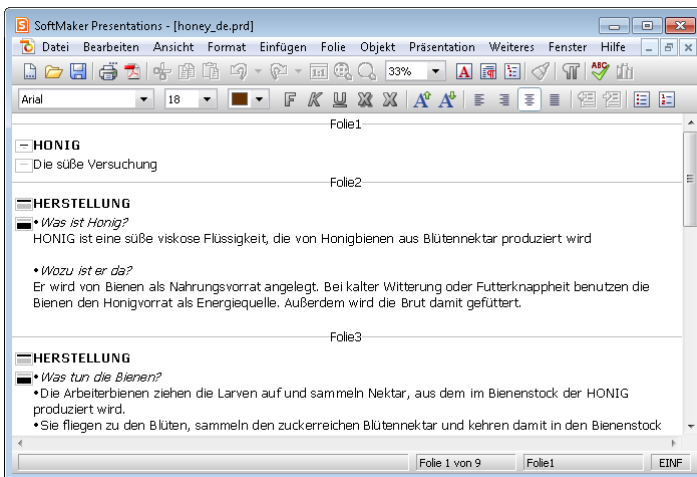 SoftMaker Presentations - [honey_de.prd]
Datei Bearbeiten Ansicht Format Einfügen Folie Objekt Präsentation Weiteres Fenster Hilfe
33%
Arial 18 F K U X X A A
Folie1
HONIG
Die süße Versuchung
Folie2
HERSTELLUNG
•Was ist Honig?
HONIG ist eine süße viskose Flüssigkeit, die von Honigbienen aus Blütennektar produziert wird
•Wozu ist er da?
Er wird von Bienen als Nahrungsvorrat angelegt. Bei kalter Witterung oder Futterknappheit benutzen die
Bienen den Honigvorrat als Energiequelle. Außerdem wird die Brut damit gefüttert.
Folie3
HERSTELLUNG
•Was tun die Bienen?
•Die Arbeiterbienen ziehen die Larven auf und sammeln Nektar, aus dem im Bienenstock der HONIG
produziert wird.
•Sie fliegen zu den Blüten, sammeln den zuckerreichen Blütennektar und kehren damit in den Bienenstock
Folie 1 von 9 Folie1 EINF